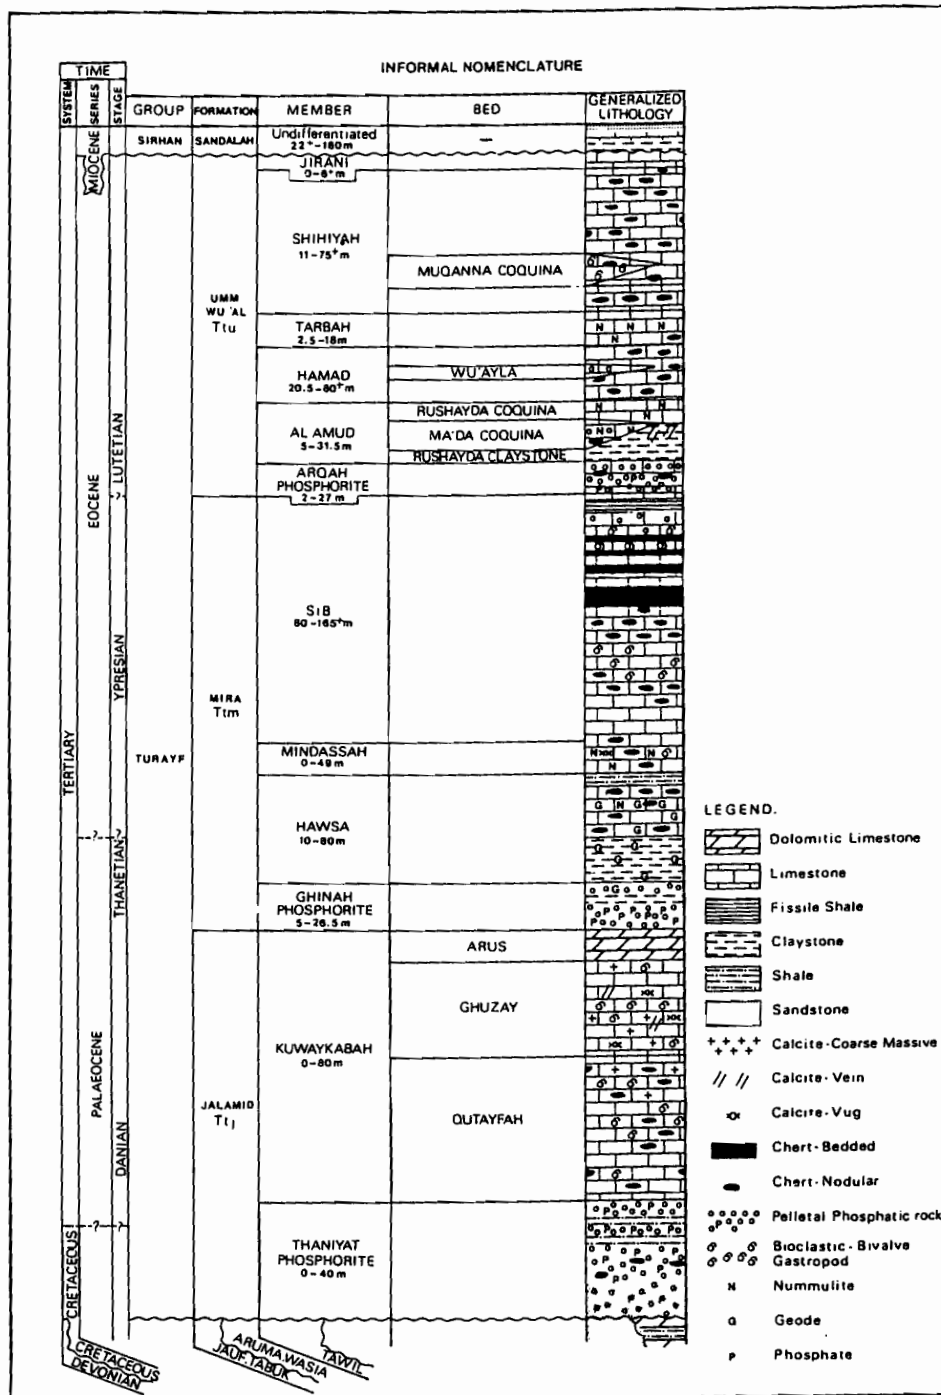 INFORMAL NOMENCLATURE
TIME
SYSTEM
SERIES
STAGE
GROUP
FORMATION
MEMBER
BED
GENERALIZED
LITHOLOGY
MIOCENE
SIRHAN
SANDALAH
Undifferentiated
22+-180m
—
JIRANI
0-6+m
SHIHIYAH
11-75+m
MUQANNA COQUINA
UMM
WU'AL
Ttu
TARBAH
2.5-18m
HAMAD
20.5-80+m
WU'AYLA
RUSHAYDA COQUINA
AL AMUD
5-31.5m
MA'DA COQUINA
RUSHAYDA CLAYSTONE
ARQAH
PHOSPHORITE
2-27m
LUTETIAN
EOCENE
-?-
SIB
80-165+m
YPRESIAN
MIRA
Ttm
TERTIARY
TURAYF
MINDASSAH
0-49m
HAWSA
10-80m
--?-- ?
THANETIAN
GHINAH
PHOSPHORITE
5-26.5m
ARUS
GHUZAY
KUWAYKABAH
0-80m
PALAEOCENE
JALAMID
Ttj
QUTAYFAH
DANIAN
--?-- -?-
THANIYAT
PHOSPHORITE
0-40m
CRETACEOUS
CRETACEOUS
DEVONIAN
ARUMA.WASIA
JAUF.TABUK
TAWIL
LEGEND.
Dolomitic Limestone
Limestone
Fissile Shale
Claystone
Shale
Sandstone
Calcite-Coarse Massive
Calcite-Vein
Calcite-Vug
Chert-Bedded
Chert-Nodular
Pelletal Phosphatic rock
Bioclastic-Bivalve
Gastropod
N Nummulite
G Geode
P Phosphate